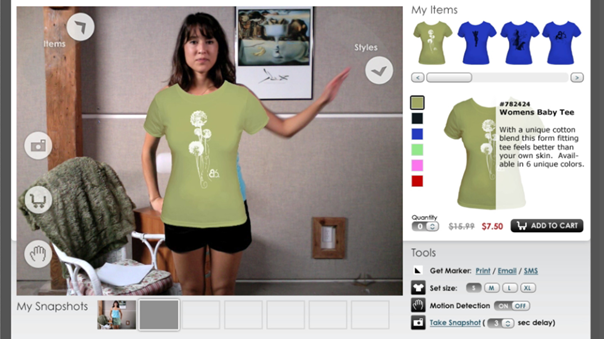 Items
Styles
My Snapshots
My Items
#782424
Womens Baby Tee
With a unique cotton
blend this form fitting
tee feels better than
your own skin. Avail-
able in 6 unique colors.
Quantity
0 $15.99 $7.50 ADD TO CART
Tools
Get Marker: Print / Email / SMS
Set size: S M L XL
Motion Detection ON OFF
Take Snapshot ( 3 sec delay)